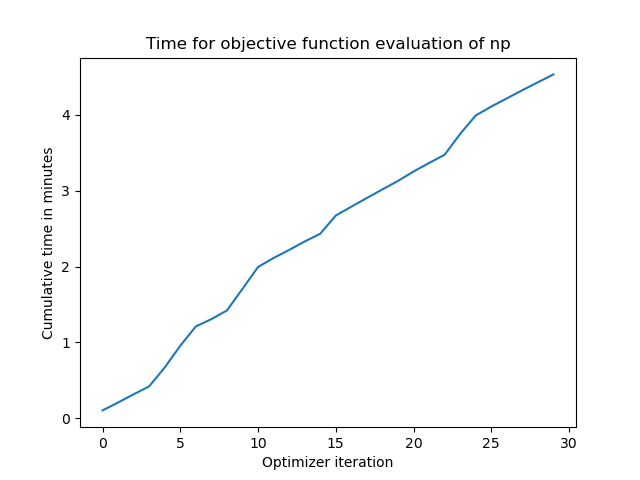 Time for objective function evaluation of np
Cumulative time in minutes
4
3
2
1
0
0 5 10 15 20 25 30
Optimizer iteration